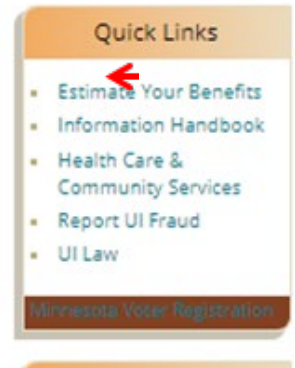 Quick Links
Estimate Your Benefits
Information Handbook
Health Care &
Community Services
Report UI Fraud
UI Law
Minnesota Voter Registration